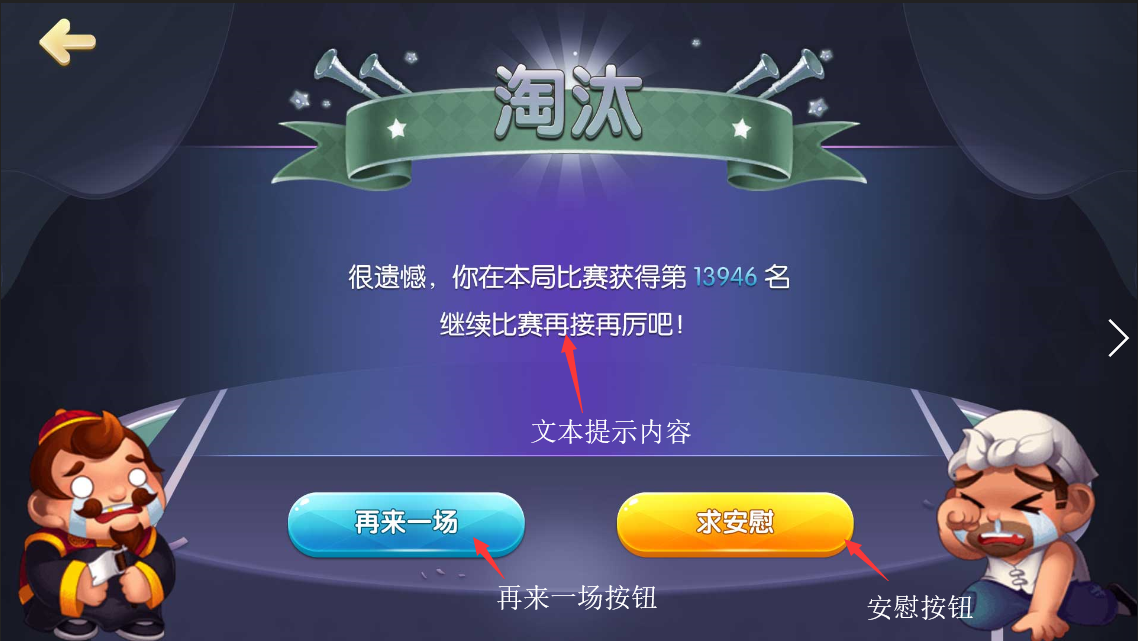 淘汰
很遗憾，你在本局比赛获得第 13946 名
继续比赛再接再厉吧！
文本提示内容
再来一场
求安慰
再来一场按钮
安慰按钮